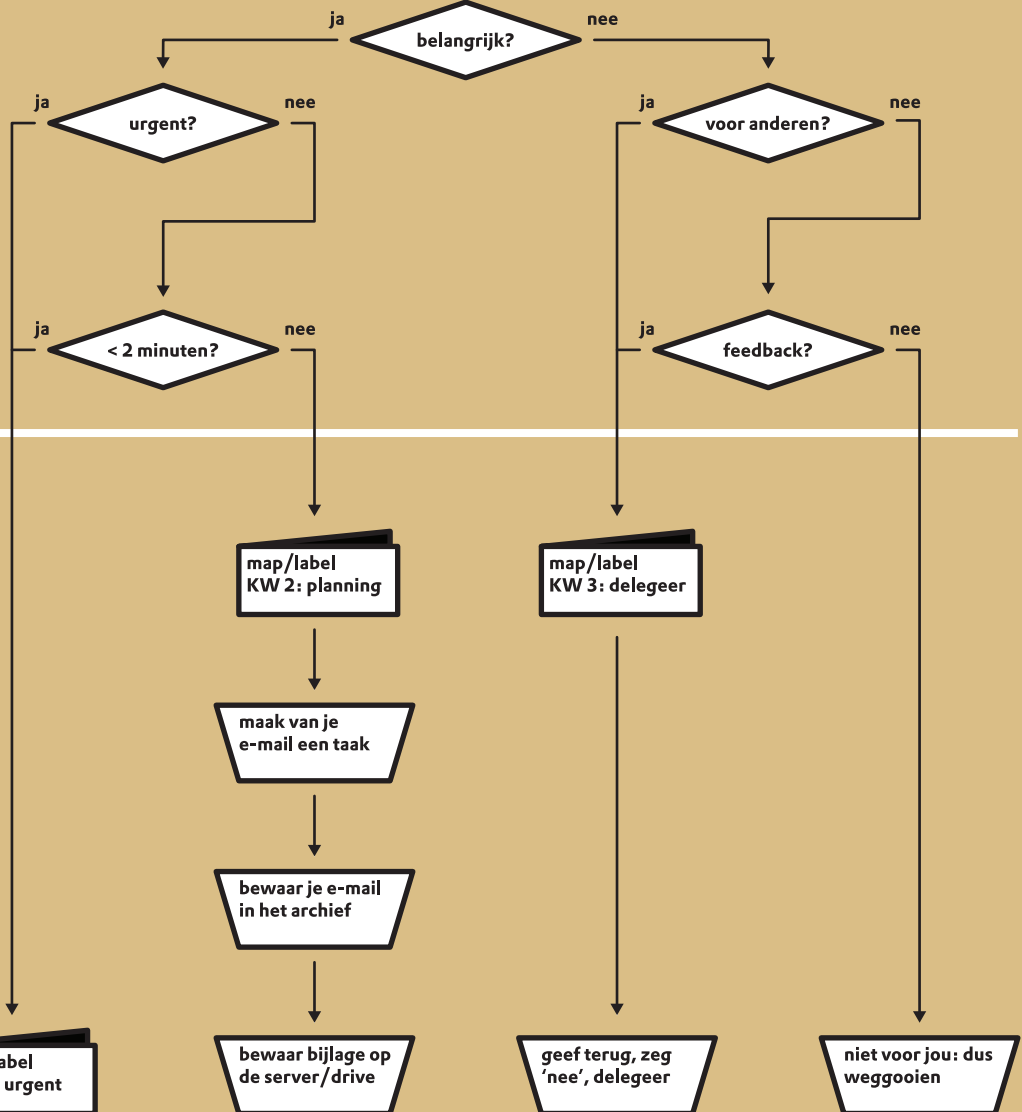 ja
belangrijk?
nee
ja
urgent?
nee
ja
voor anderen?
nee
ja
< 2 minuten?
nee
ja
feedback?
nee
map/label
KW 2: planning
map/label
KW 3: delegeer
maak van je
e-mail een taak
bewaar je e-mail
in het archief
abel
urgent
bewaar bijlage op
de server/drive
geef terug, zeg
'nee', delegeer
niet voor jou: dus
weggooien